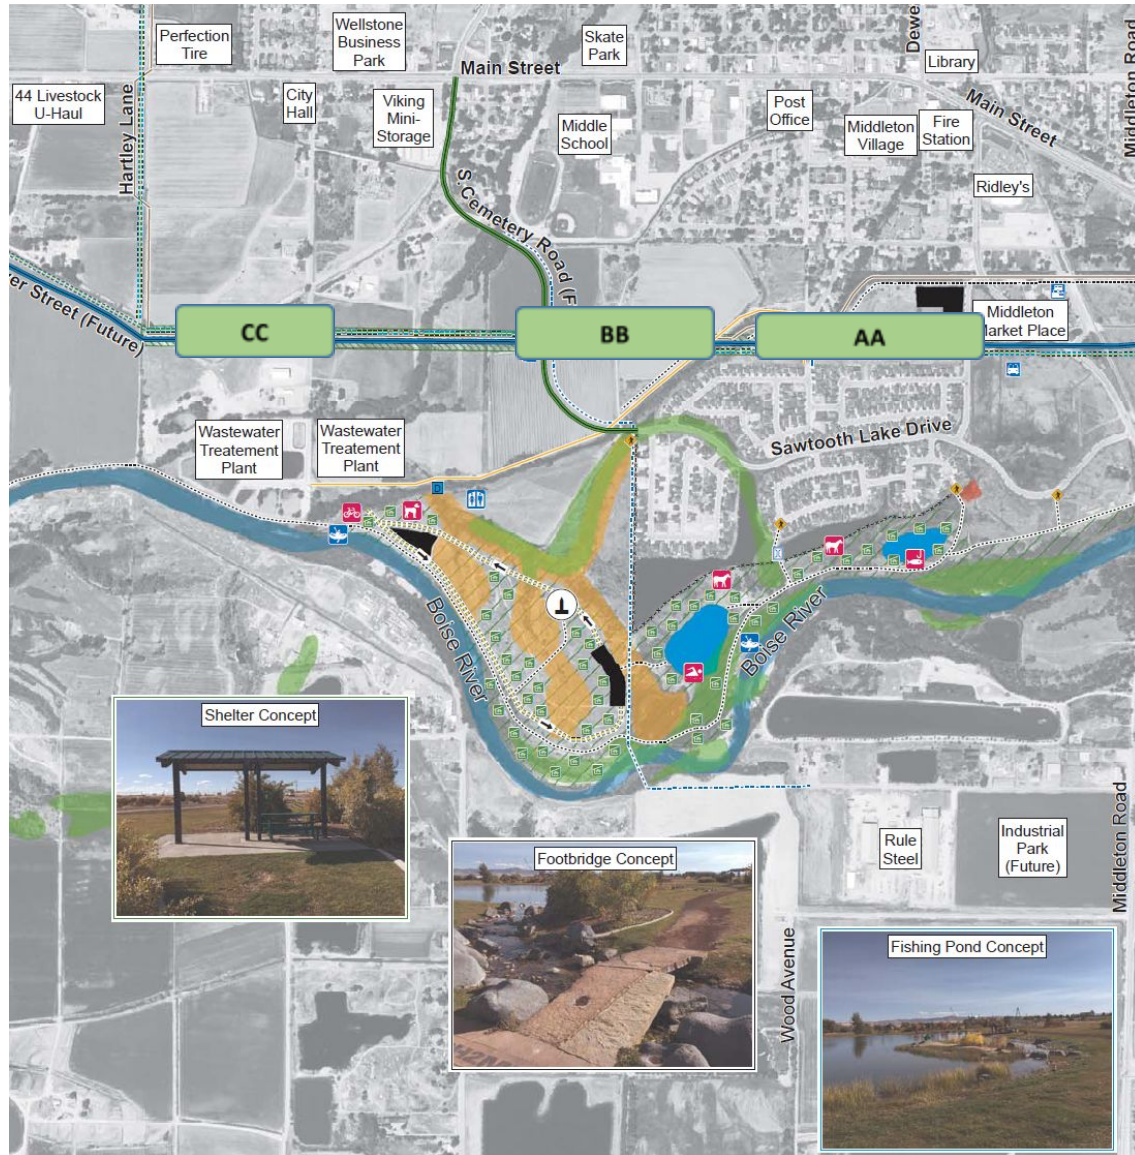 Perfection
Tire
Wellstone
Business
Park
Skate
Park
Library
Main Street
44 Livestock
U-Haul
Hartley Lane
City
Hall
Viking
Mini-
Storage
Middle
School
Post
Office
Middleton
Village
Fire
Station
Main Street
Middleton Road
Ridley's
S. Cemetery Road (F
er Street (Future)
CC
BB
AA
Middleton
Market Place
Wastewater
Treatement
Plant
Wastewater
Treatement
Plant
Sawtooth Lake Drive
D
Boise River
Boise River
Shelter Concept
Footbridge Concept
Fishing Pond Concept
Rule
Steel
Industrial
Park
(Future)
Middleton Road
Wood Avenue